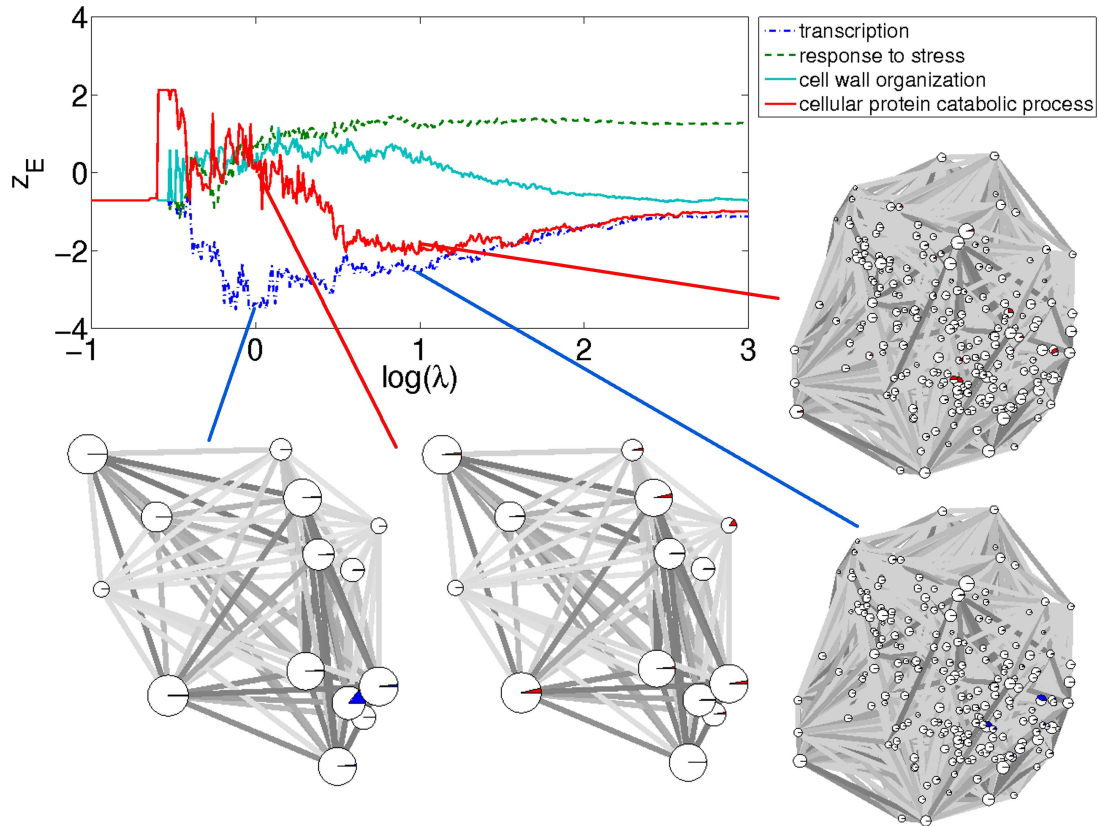 4
2
0
−2
−4
z_E
−1
0
1
2
3
log(λ)
transcription
response to stress
cell wall organization
cellular protein catabolic process